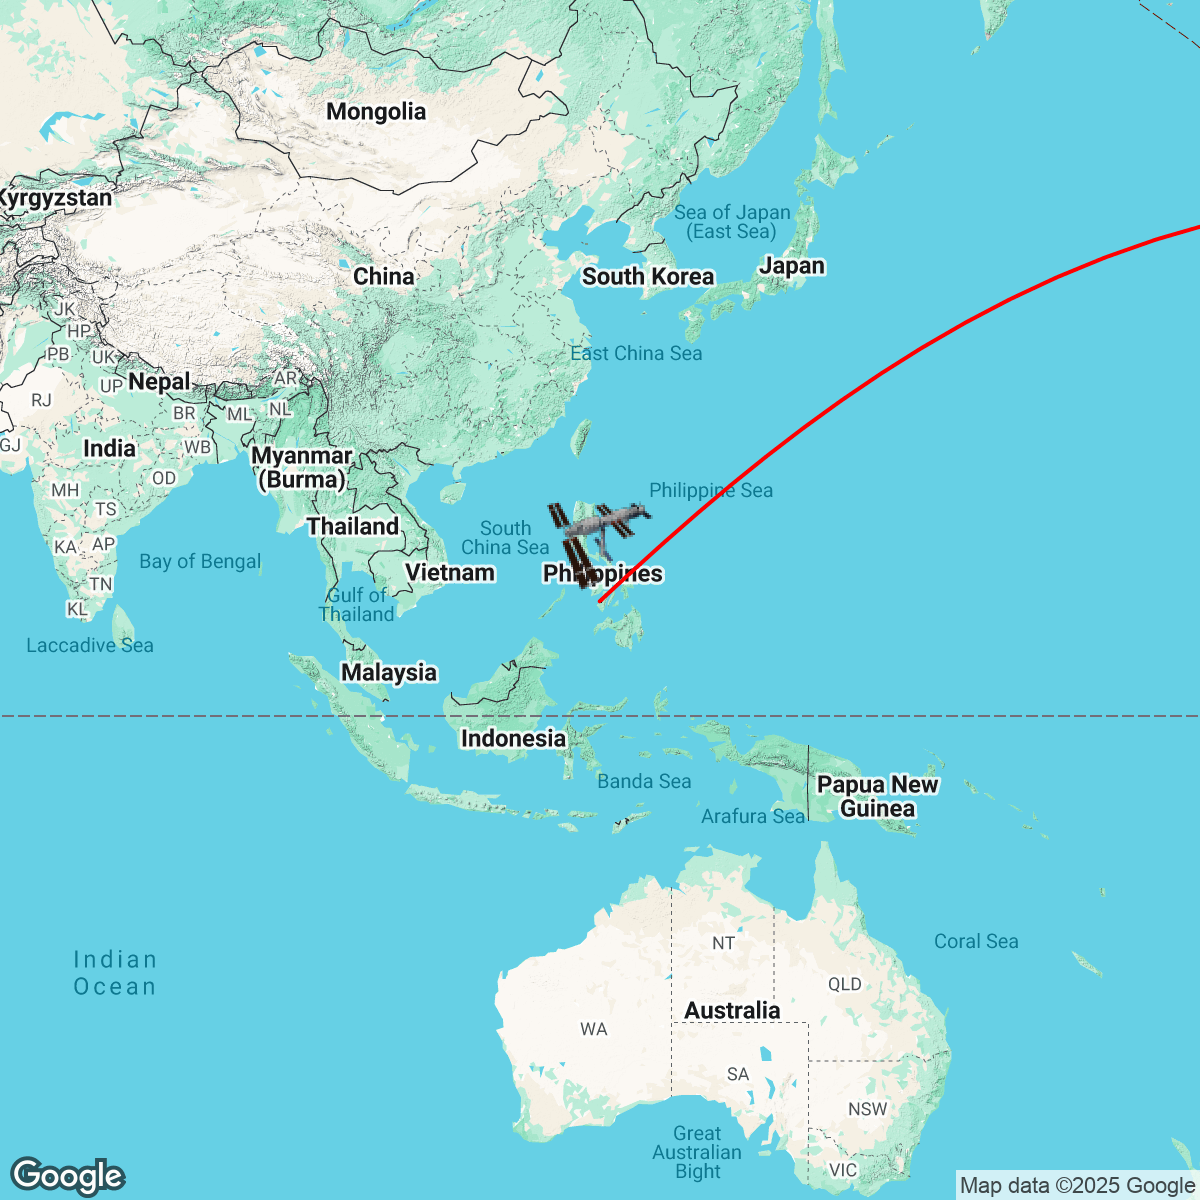 Mongolia
Kyrgyzstan
Sea of Japan
(East Sea)
China
South Korea
Japan
JK
HP
PB
UK
East China Sea
UP
Nepal
AR
RJ
BR
ML
NL
GJ
India
WB
Myanmar
(Burma)
OD
MH
Philippine Sea
TS
Thailand
South
China Sea
KA
AP
Bay of Bengal
Vietnam
Philippines
TN
Gulf of
Thailand
KL
Laccadive Sea
Malaysia
Indonesia
Banda Sea
Papua New
Guinea
Arafura Sea
Indian
Ocean
NT
Coral Sea
QLD
Australia
WA
SA
NSW
Great
Australian
Bight
VIC
Google
Map data ©2025 Google